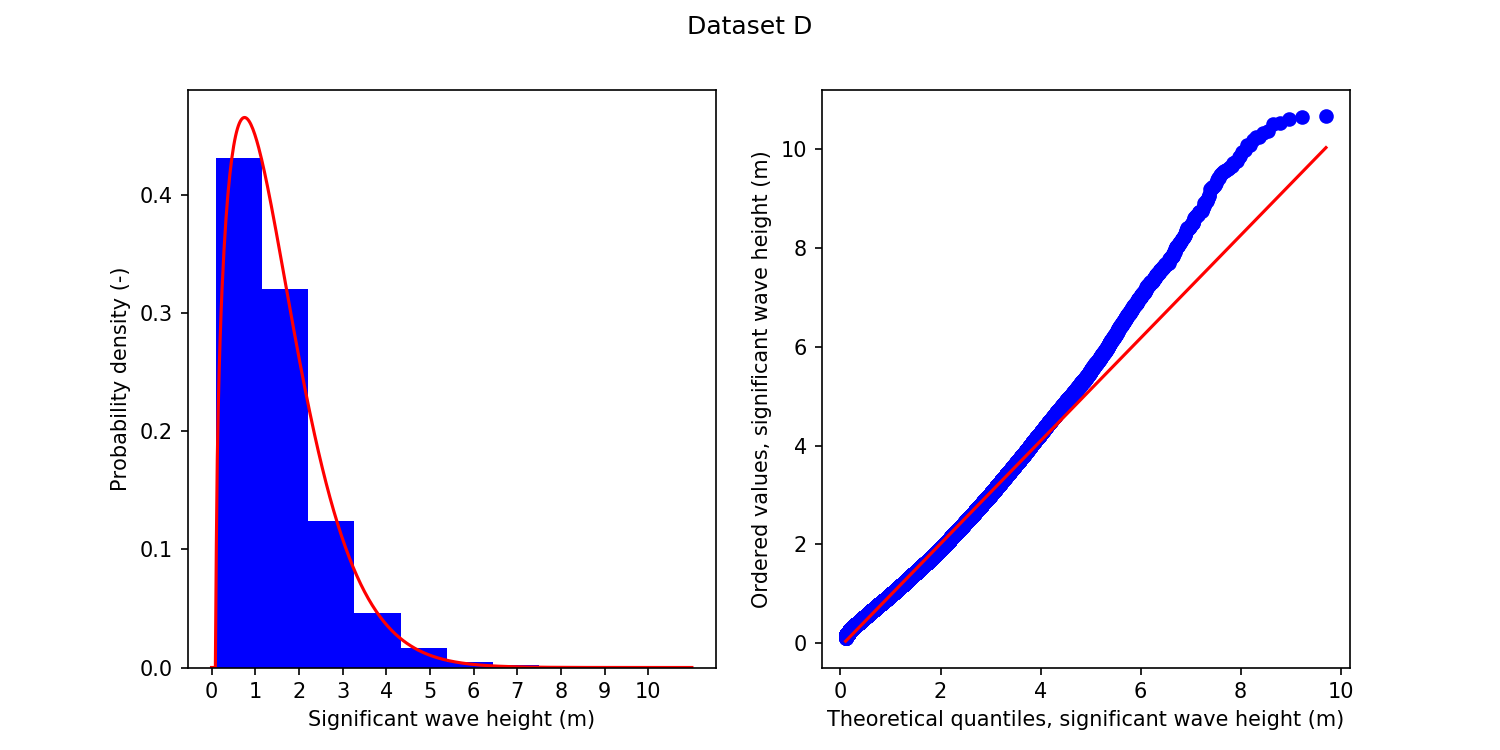 Dataset D
Probability density (-)
0.4
0.3
0.2
0.1
0.0
0 1 2 3 4 5 6 7 8 9 10
Significant wave height (m)
Ordered values, significant wave height (m)
10
8
6
4
2
0
0 2 4 6 8 10
Theoretical quantiles, significant wave height (m)